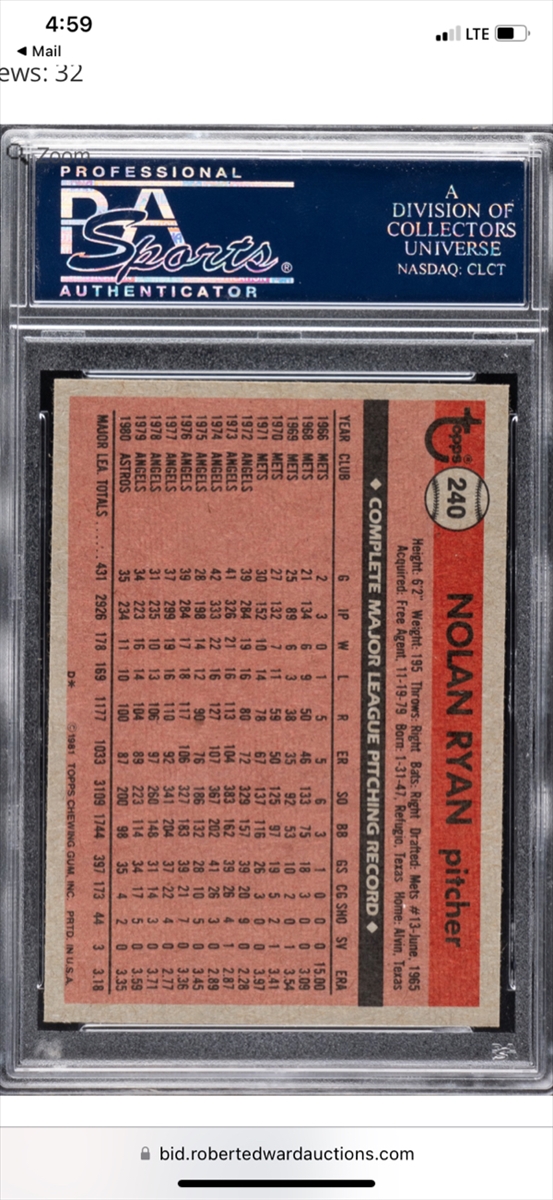 4:59
LTE
◀ Mail
ews: 32
Zoom
PROFESSIONAL
PSA
Sports®
AUTHENTICATOR
A
DIVISION OF
COLLECTORS
UNIVERSE
NASDAQ: CLCT
Topps®
240
NOLAN RYAN pitcher
Height: 6'2" Weight: 195 Throws: Right Bats: Right Drafted: Mets #13-June, 1965
Acquired: Free Agent, 11-19-79 Born: 1-31-47, Refugio, Texas Home: Alvin, Texas
◆ COMPLETE MAJOR LEAGUE PITCHING RECORD ◆
YEAR CLUB G IP W L R ER SO BB GS CG SHO SV ERA
1966 METS 2 3 0 1 5 5 6 3 1 0 0 0 15.00
1968 METS 21 134 6 9 50 46 133 75 18 3 0 0 3.09
1969 METS 25 89 6 3 38 35 92 53 10 2 0 1 3.54
1970 METS 27 132 7 11 59 50 125 97 19 5 2 1 3.41
1971 METS 30 152 10 14 78 67 137 116 26 3 0 0 3.97
1972 ANGELS 39 284 19 16 80 72 329 157 39 20 9 0 2.28
1973 ANGELS 41 326 21 16 113 104 383 162 39 26 4 1 2.87
1974 ANGELS 42 333 22 16 127 107 367 202 41 26 3 0 2.89
1975 ANGELS 28 198 14 12 90 76 186 132 28 10 5 0 3.45
1976 ANGELS 39 284 17 18 117 106 327 183 39 21 7 0 3.36
1977 ANGELS 37 299 19 16 110 92 341 204 37 22 4 0 2.77
1978 ANGELS 31 235 10 13 106 97 260 148 31 14 3 0 3.71
1979 ANGELS 34 223 16 14 104 89 223 114 34 17 5 0 3.59
1980 ASTROS 35 234 11 10 100 87 200 98 35 4 2 0 3.35
MAJOR LEA. TOTALS ...... 431 2926 178 169 1177 1033 3109 1744 397 173 44 3 3.18
D* ©1981 TOPPS CHEWING GUM, INC. PRTD. IN U.S.A.
bid.robertedwardauctions.com